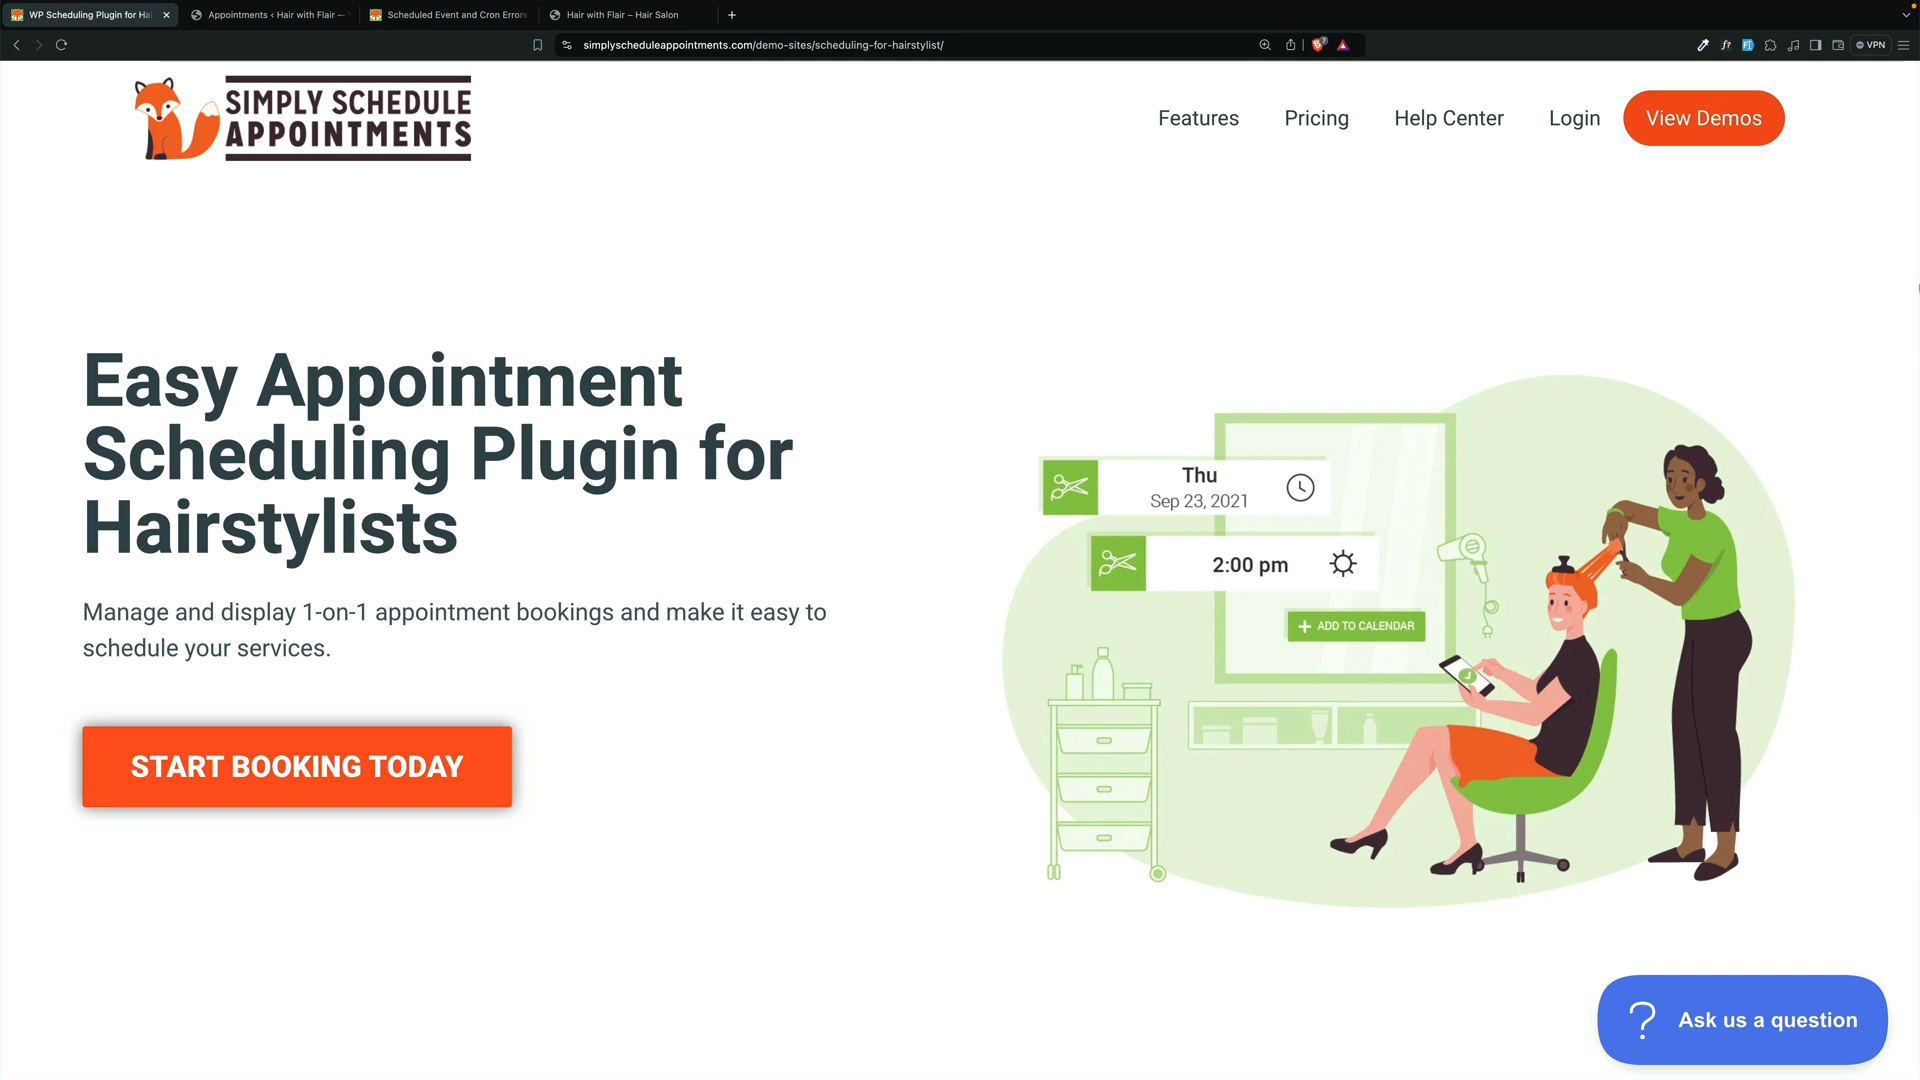 WP Scheduling Plugin for Hai
Appointments ‹ Hair with Flair —
Scheduled Event and Cron Errors
Hair with Flair – Hair Salon
simplyscheduleappointments.com/demo-sites/scheduling-for-hairstylist/
7
f?
VPN
SIMPLY SCHEDULE
APPOINTMENTS
Features
Pricing
Help Center
Login
View Demos
Easy Appointment
Scheduling Plugin for
Hairstylists
Manage and display 1-on-1 appointment bookings and make it easy to
schedule your services.
START BOOKING TODAY
Thu
Sep 23, 2021
2:00 pm
ADD TO CALENDAR
Ask us a question